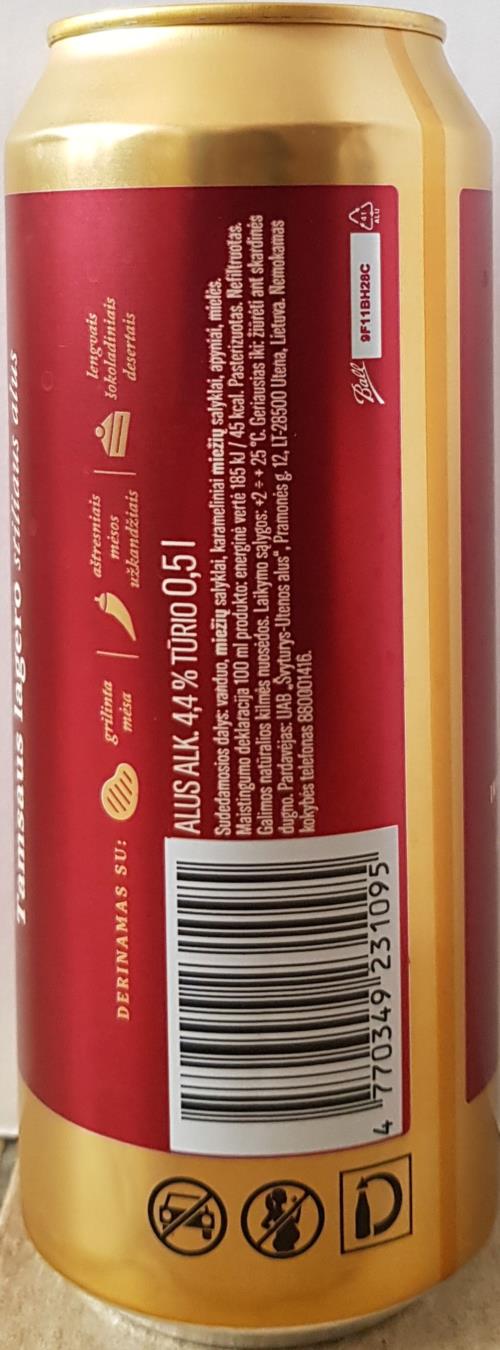 Tamsaus lagerio stiliaus alus
DERINAMAS SU:
grilinta
mėsa
aštresniais
mėsos
užkandžiais
lengvais
šokoladiniais
desertais
ALUS ALK. 4,4 % TŪRIO 0,5 l
Sudedamosios dalys: vanduo, miežių salyklai, karameliniai miežių salyklai, apyniai, mielės.
Maistingumo deklaracija 100 ml produkto: energinė vertė 185 kJ / 45 kcal. Pasterizuotas. Nefiltruotas.
Galimos natūralios kilmės nuosėdos. Laikymo sąlygos: +2 ÷ + 25 °C. Geriausias iki: žiūrėti ant skardinės
dugno. Pardavėjas: UAB „Švyturys-Utenos alus", Pramonės g. 12, LT-28500 Utena, Lietuva. Nemokamas
kokybės telefonas 880001416.
4 770349 231095
Ball 9F11BH28C
41
ALU